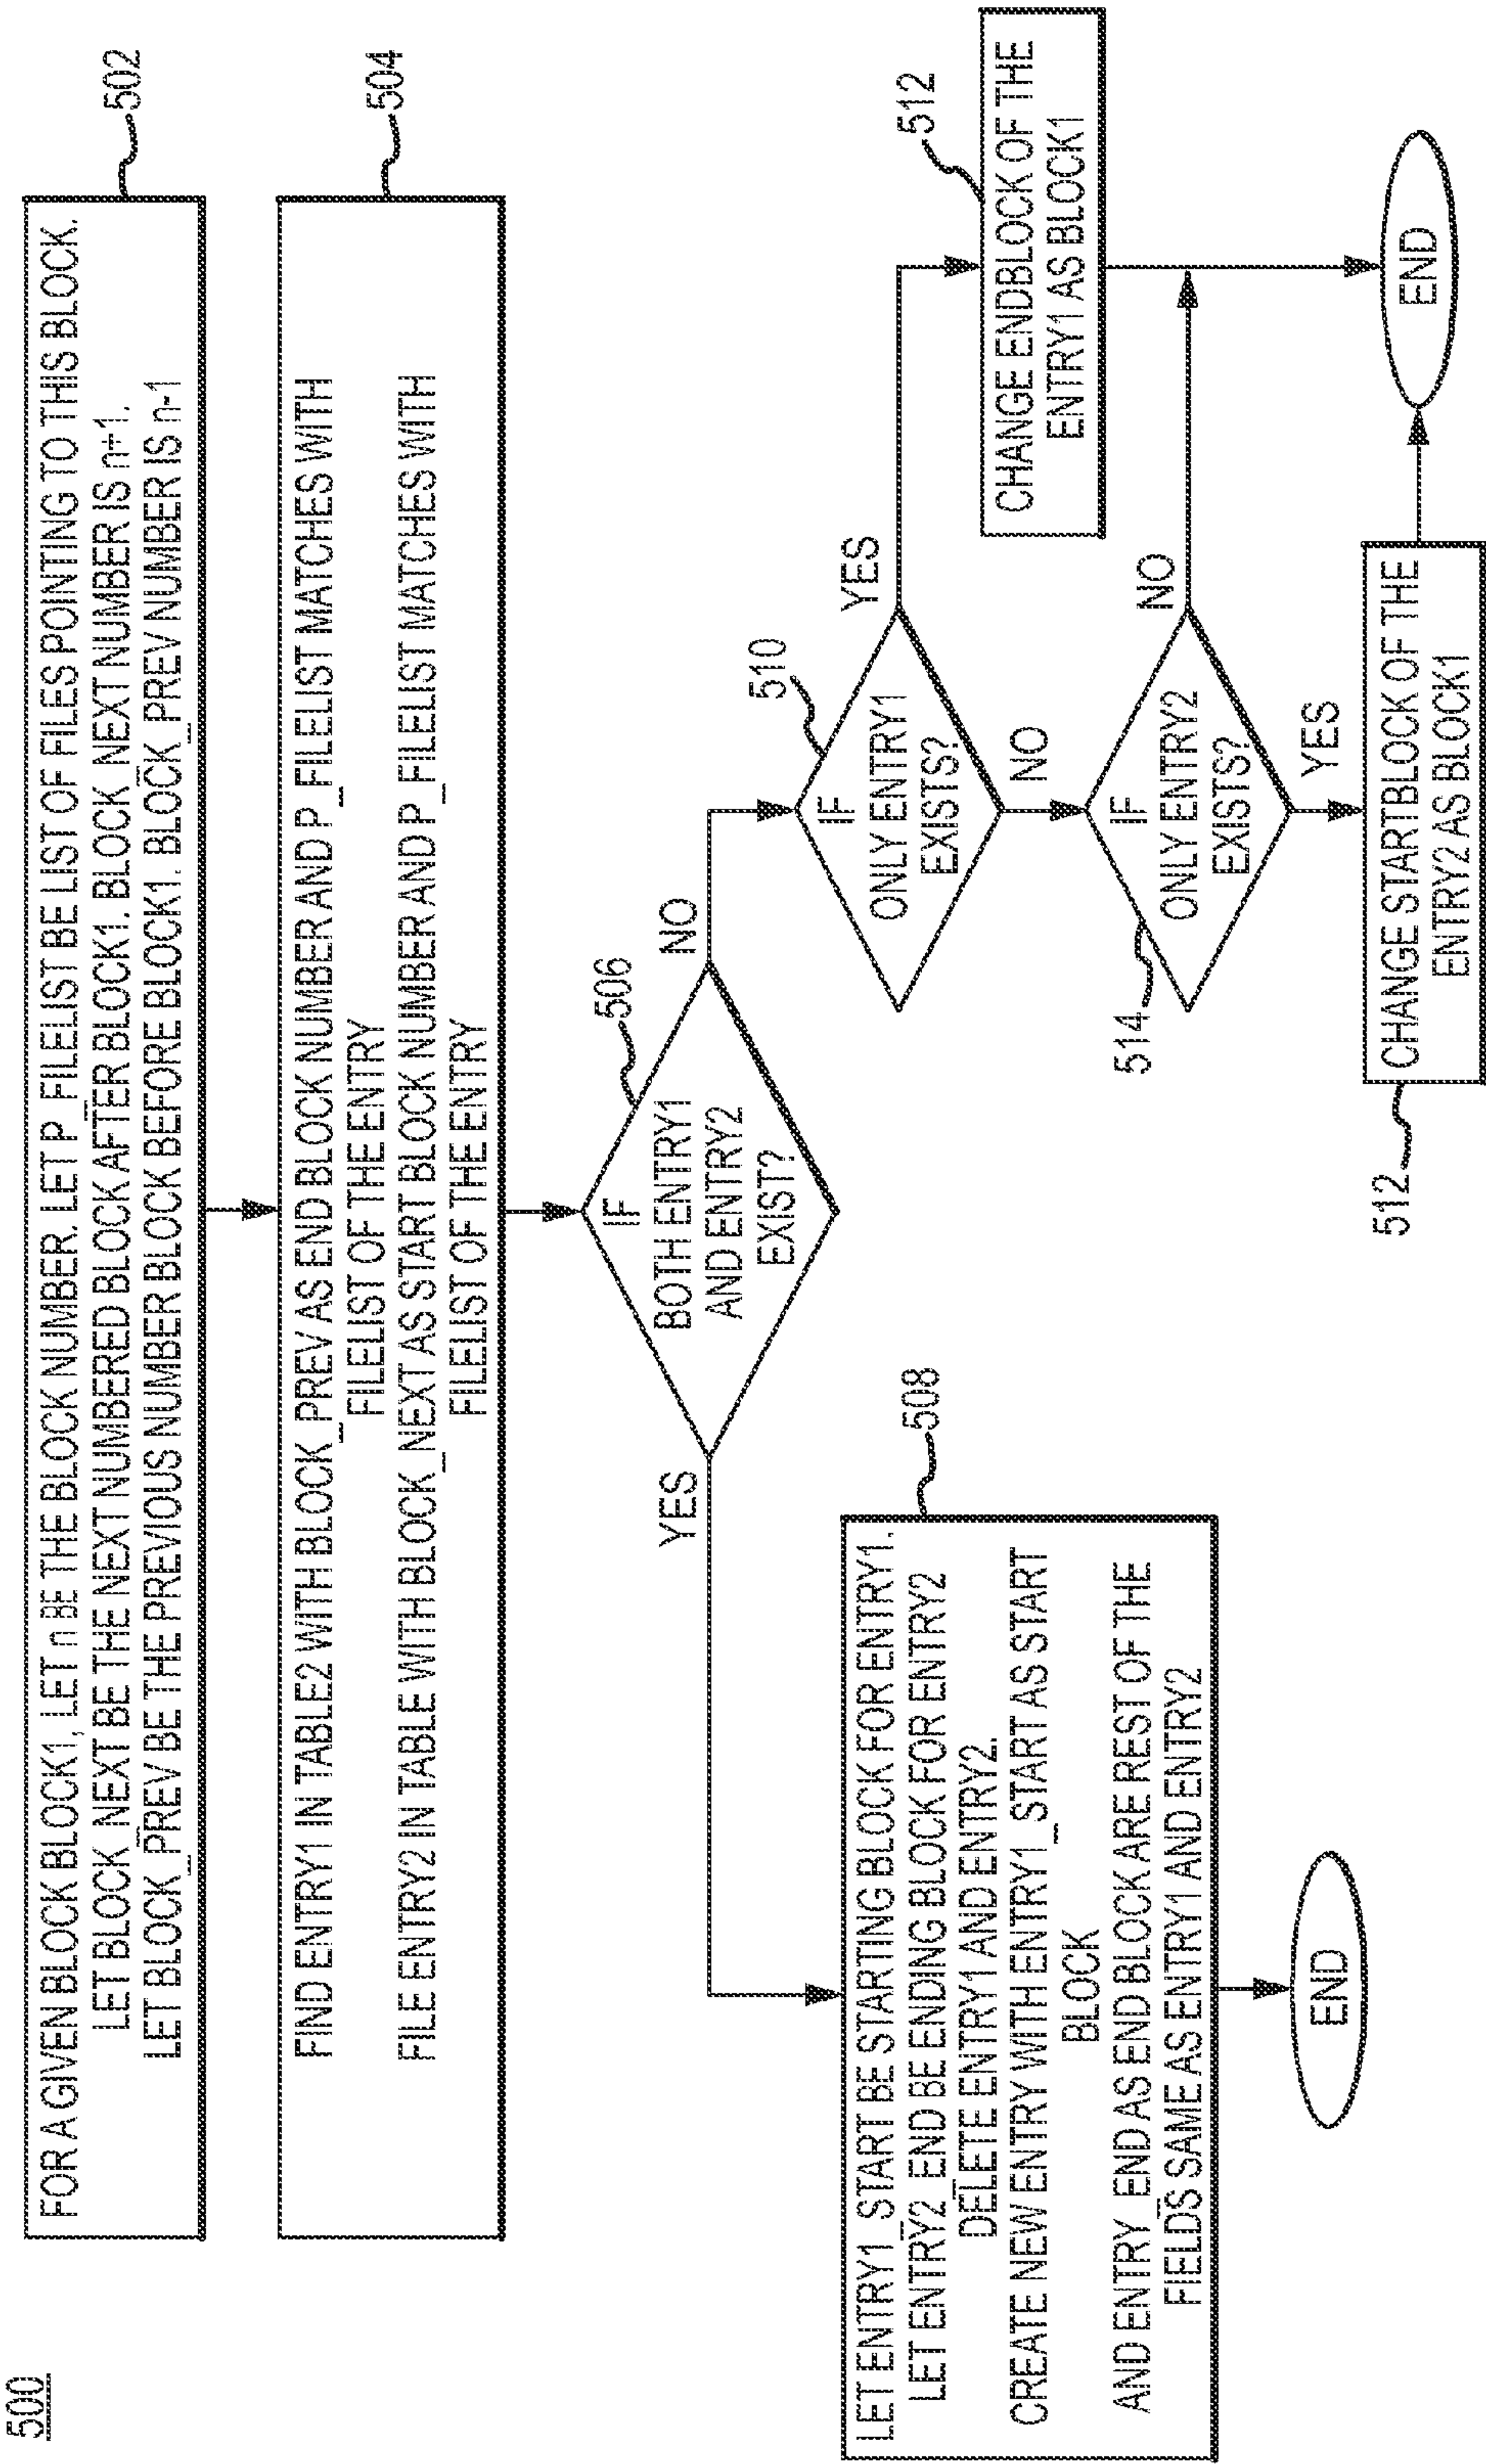 500
FOR A GIVEN BLOCK BLOCK1, LET n BE THE BLOCK NUMBER. LET P_FILELIST BE LIST OF FILES POINTING TO THIS BLOCK.
LET BLOCK_NEXT BE THE NEXT NUMBERED BLOCK AFTER BLOCK1. BLOCK_NEXT NUMBER IS n+1.
LET BLOCK_PREV BE THE PREVIOUS NUMBER BLOCK BEFORE BLOCK1. BLOCK_PREV NUMBER IS n-1
502
FIND ENTRY1 IN TABLE2 WITH BLOCK_PREV AS END BLOCK NUMBER AND P_FILELIST MATCHES WITH
FILELIST OF THE ENTRY
FILE ENTRY2 IN TABLE WITH BLOCK_NEXT AS START BLOCK NUMBER AND P_FILELIST MATCHES WITH
FILELIST OF THE ENTRY
504
IF
BOTH ENTRY1
AND ENTRY2
EXIST?
506
YES
NO
LET ENTRY1_START BE STARTING BLOCK FOR ENTRY1.
LET ENTRY2_END BE ENDING BLOCK FOR ENTRY2
DELETE ENTRY1 AND ENTRY2.
CREATE NEW ENTRY WITH ENTRY1_START AS START
BLOCK
AND ENTRY_END AS END BLOCK ARE REST OF THE
FIELDS SAME AS ENTRY1 AND ENTRY2
508
END
IF
ONLY ENTRY1
EXISTS?
510
YES
NO
CHANGE ENDBLOCK OF THE
ENTRY1 AS BLOCK1
512
IF
ONLY ENTRY2
EXISTS?
514
NO
YES
CHANGE STARTBLOCK OF THE
ENTRY2 AS BLOCK1
512
END